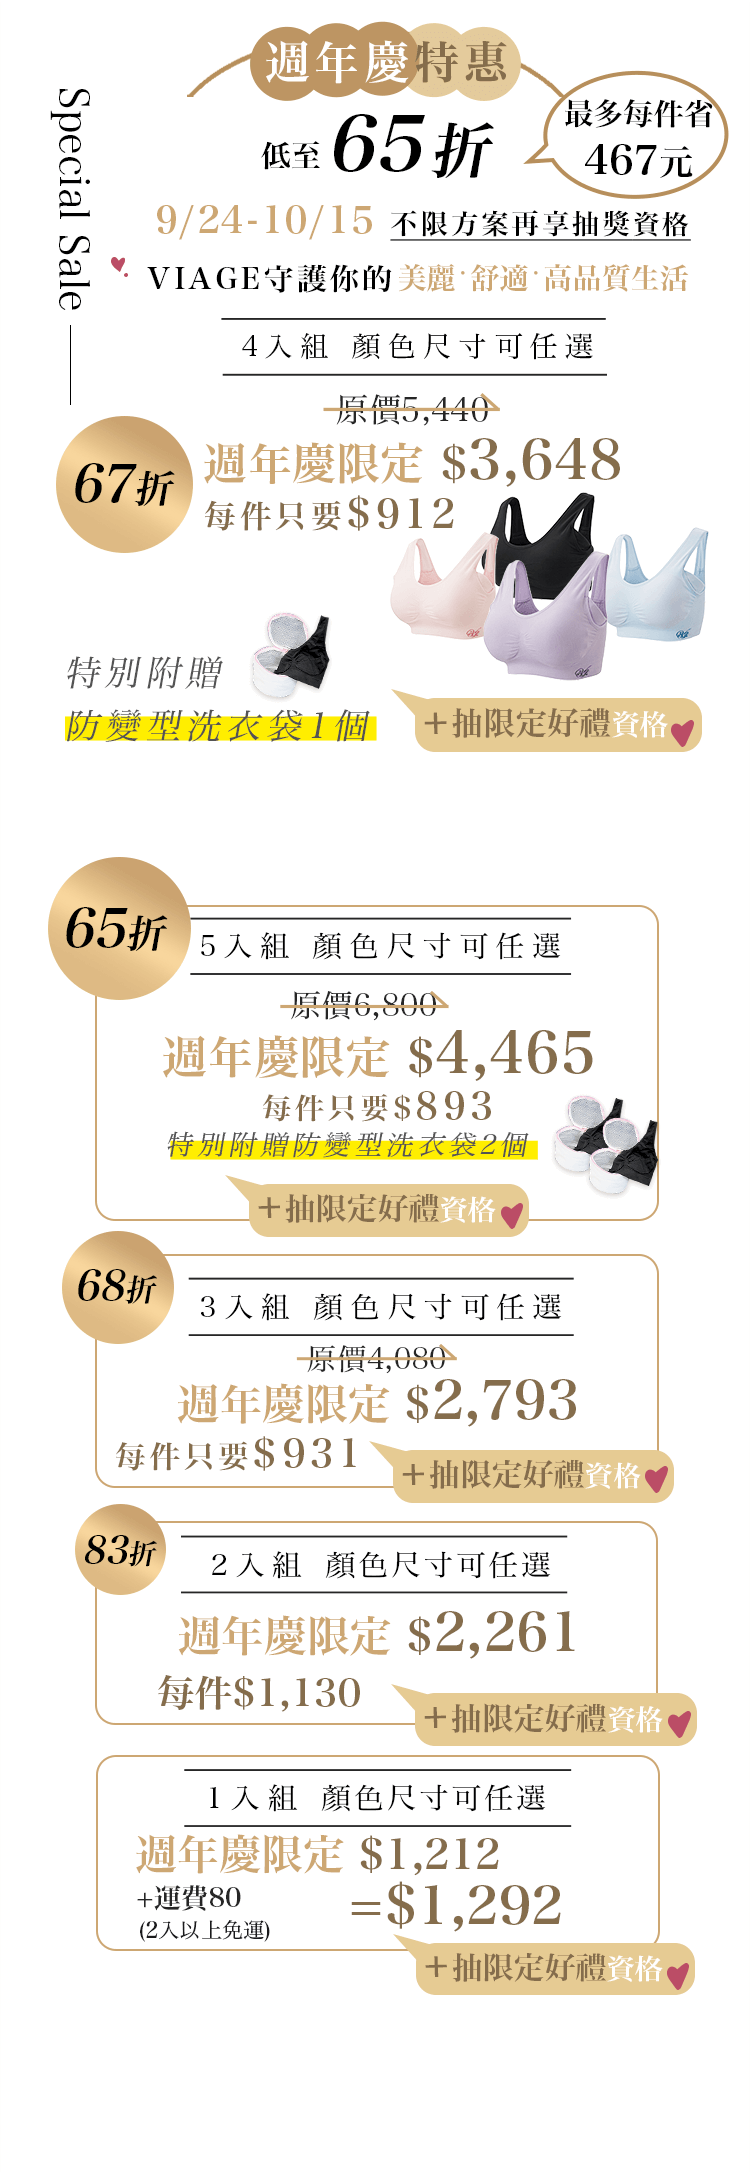 週年慶特惠
低至65折
最多每件省
467元
Special Sale
9/24-10/15 不限方案再享抽獎資格
VIAGE守護你的美麗·舒適·高品質生活
4入組 顏色尺寸可任選
原價5,440
67折
週年慶限定 $3,648
每件只要$912
特別附贈
防變型洗衣袋1個
+抽限定好禮資格
65折
5入組 顏色尺寸可任選
原價6,800
週年慶限定 $4,465
每件只要$893
特別附贈防變型洗衣袋2個
+抽限定好禮資格
68折
3入組 顏色尺寸可任選
原價4,080
週年慶限定 $2,793
每件只要$931
+抽限定好禮資格
83折
2入組 顏色尺寸可任選
週年慶限定 $2,261
每件$1,130
+抽限定好禮資格
1入組 顏色尺寸可任選
週年慶限定 $1,212
+運費80
=$1,292
(2入以上免運)
+抽限定好禮資格